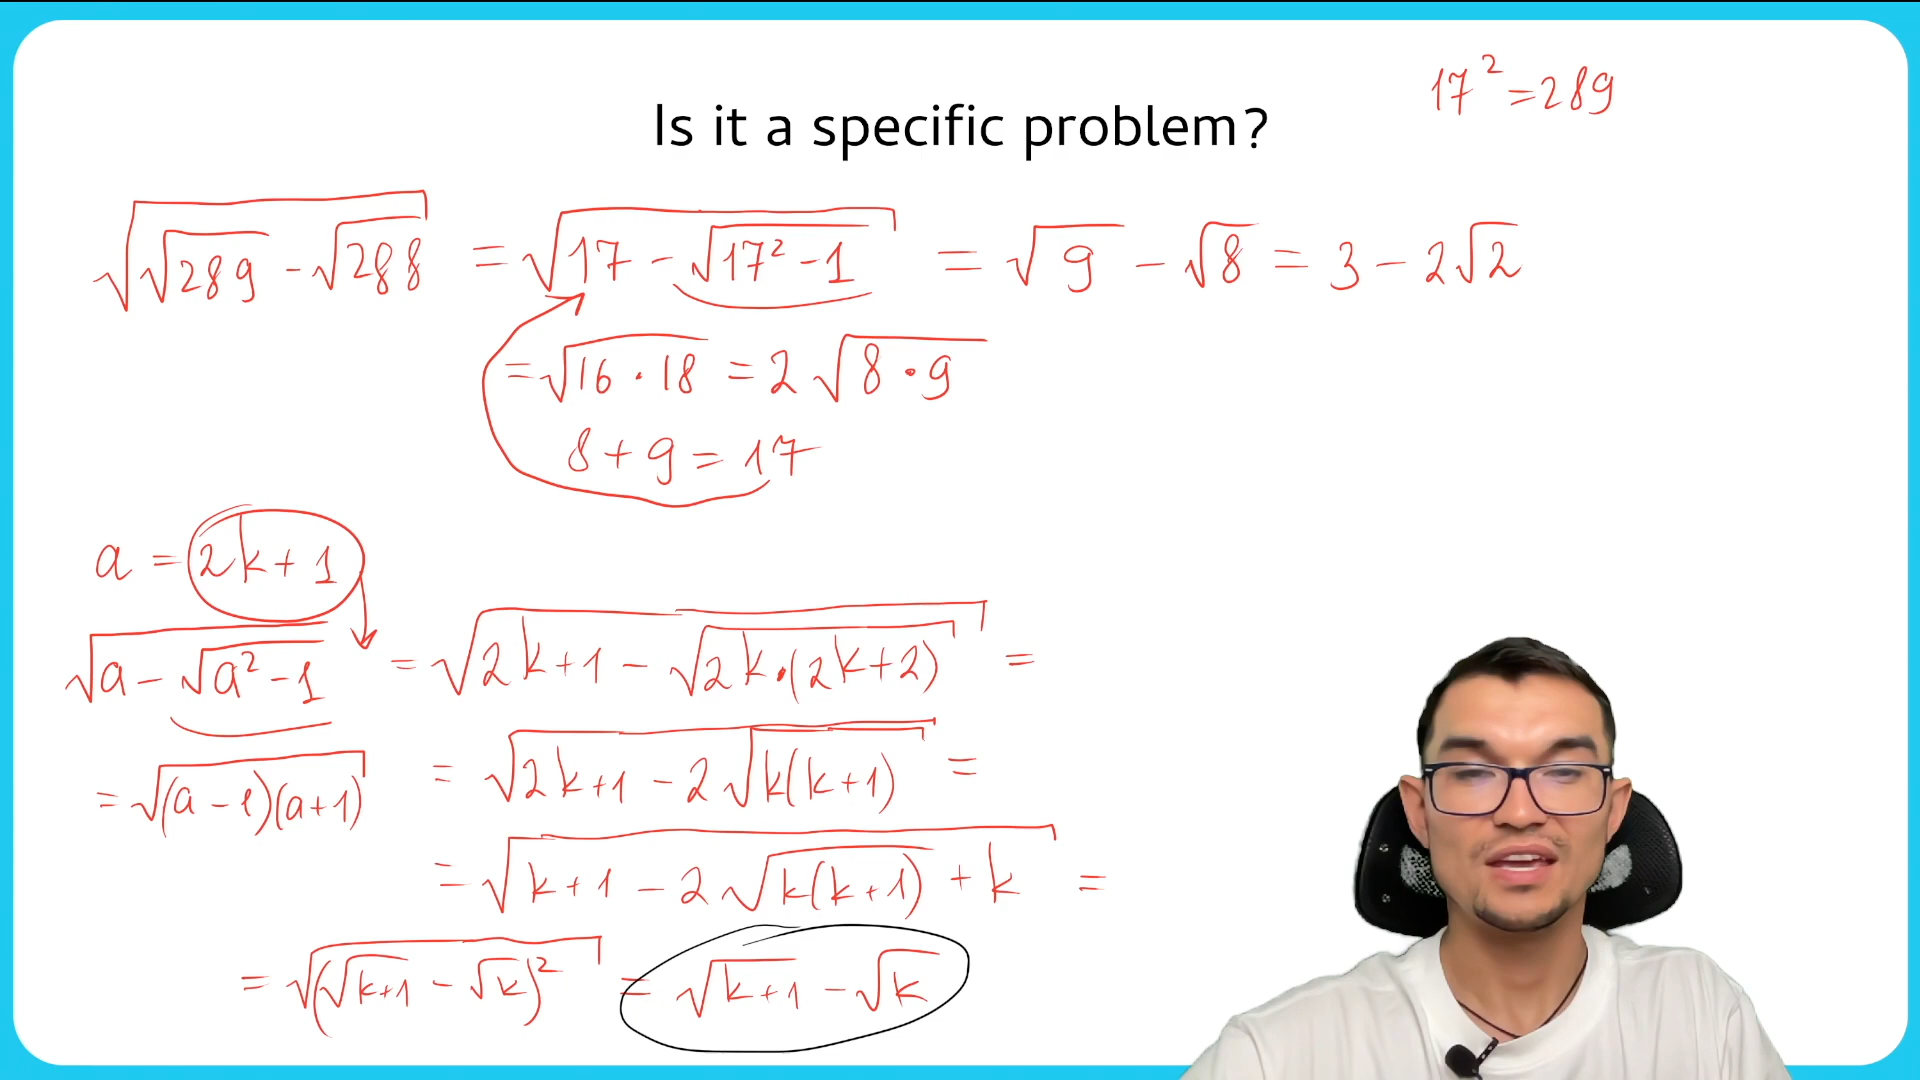 17² = 289
Is it a specific problem?
√(√289 - √288) = √(17 - √(17² - 1)) = √9 - √8 = 3 - 2√2
= √(16 · 18) = 2√(8 · 9)
8 + 9 = 17
a = 2k + 1
√(a - √(a² - 1)) = √(2k + 1 - √(2k · (2k + 2))) =
= √((a - 1)(a + 1))
= √(2k + 1 - 2√(k(k + 1))) =
= √(k + 1 - 2√(k(k + 1)) + k) =
= √((√(k + 1) - √k)²) = √(k + 1) - √k